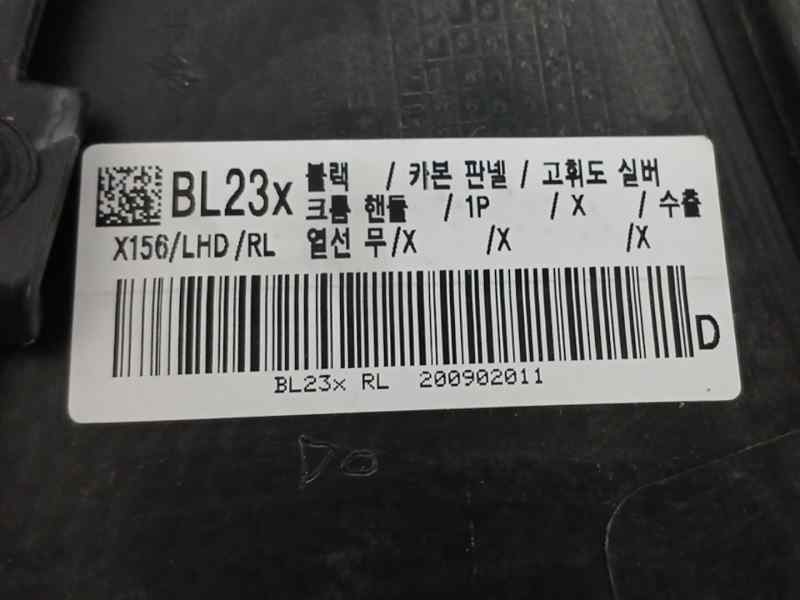 BL23x 블랙 / 카본 판넬 / 고휘도 실버
크롬 핸들 / 1P / X / 수출
X156/LHD/RL 열선 무/X /X /X
D
BL23x RL 200902011
DO